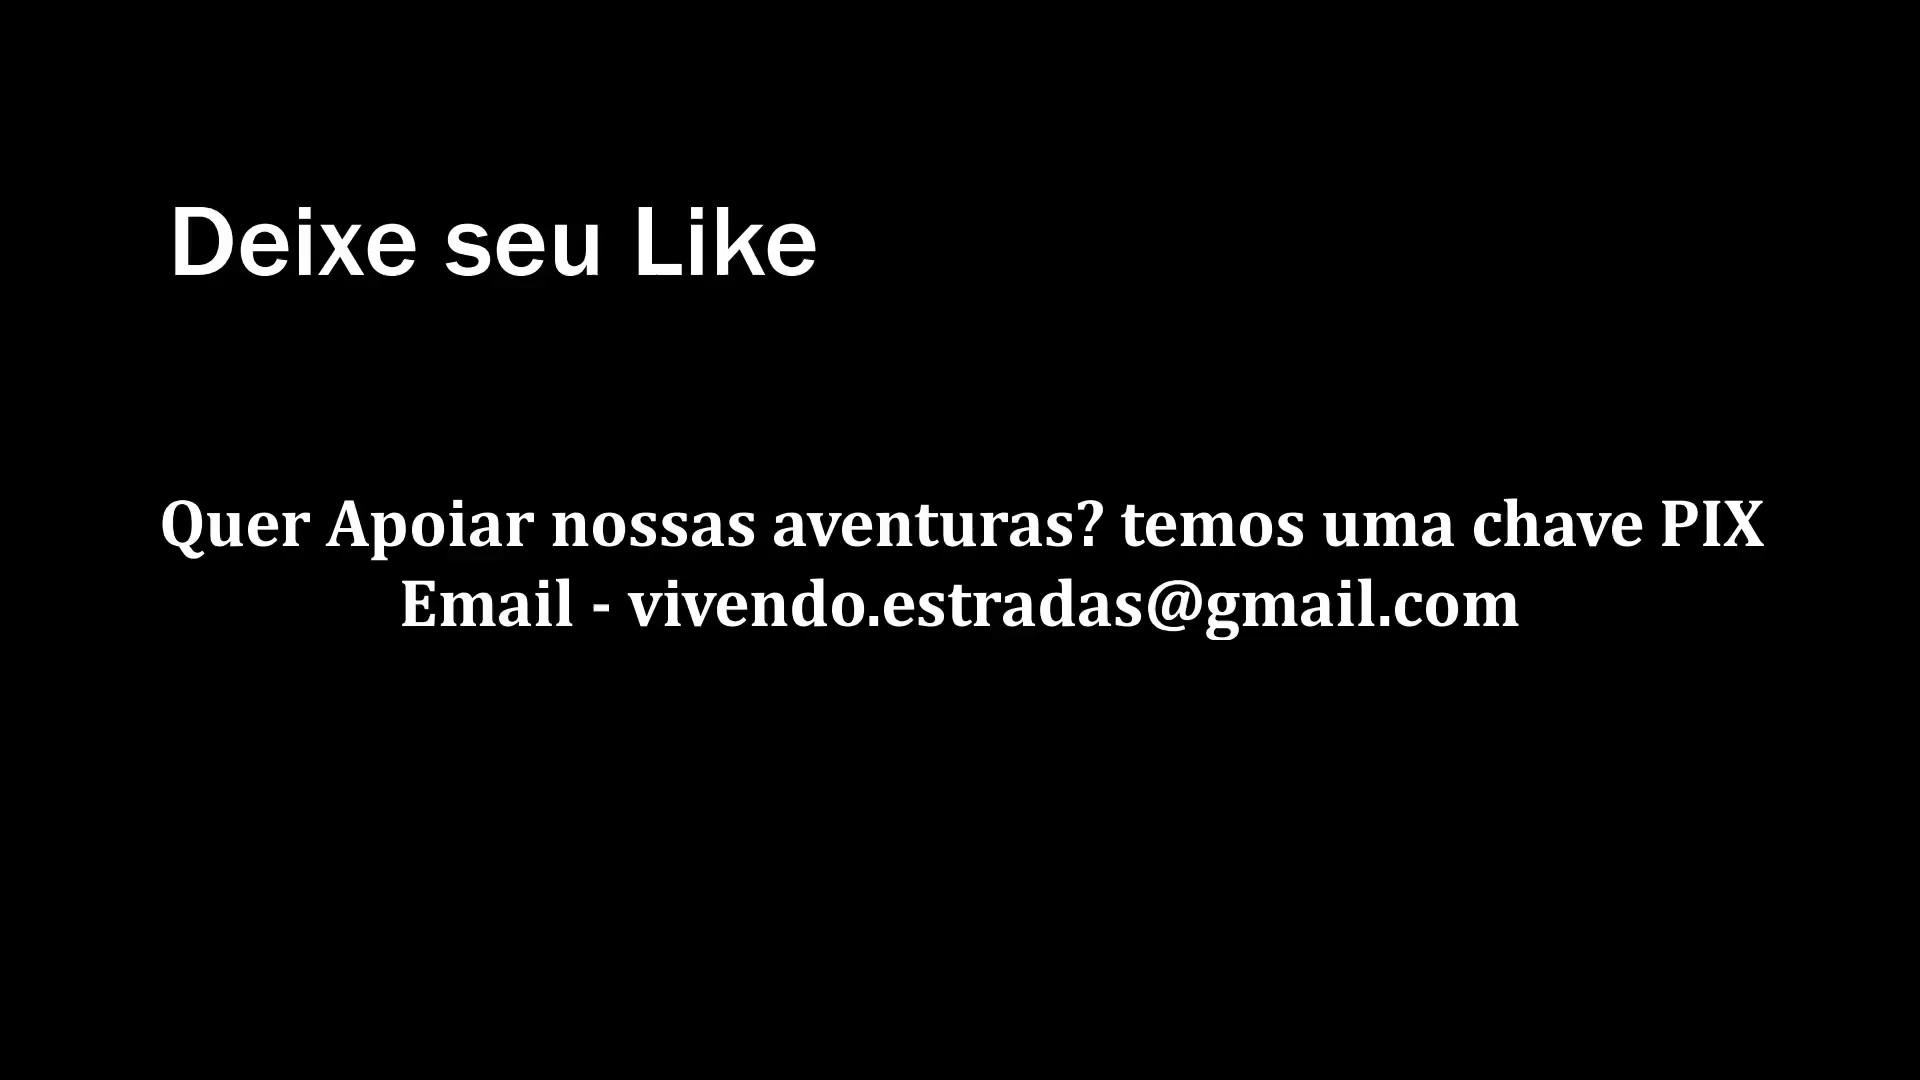 Deixe seu Like
Quer Apoiar nossas aventuras? temos uma chave PIX
Email - vivendo.estradas@gmail.com